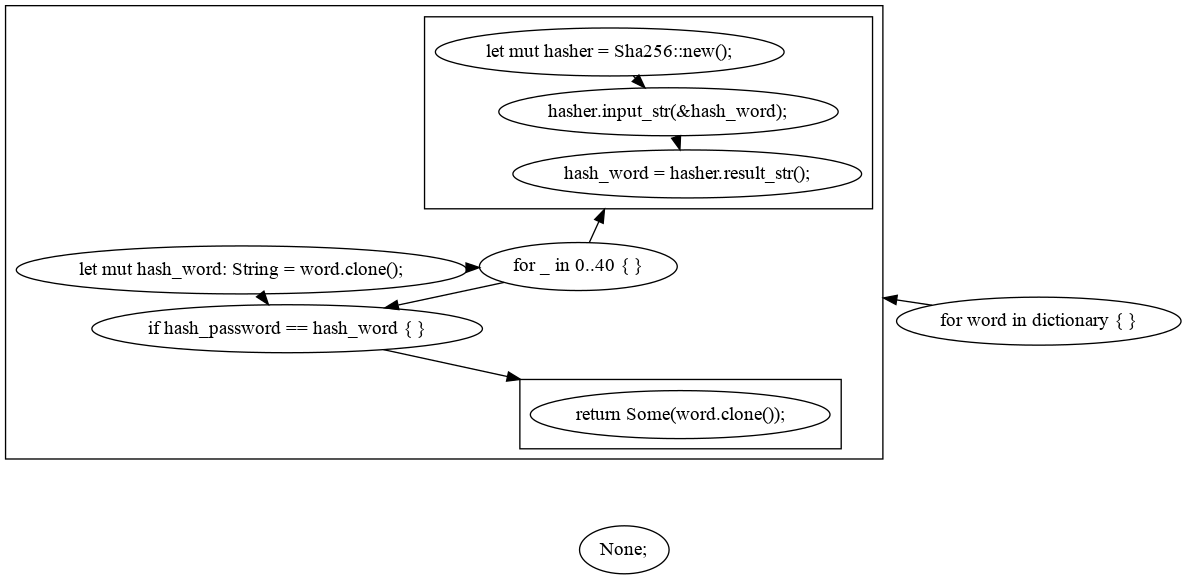 let mut hasher = Sha256::new();
hasher.input_str(&hash_word);
hash_word = hasher.result_str();
let mut hash_word: String = word.clone();
for _ in 0..40 { }
if hash_password == hash_word { }
for word in dictionary { }
return Some(word.clone());
None;